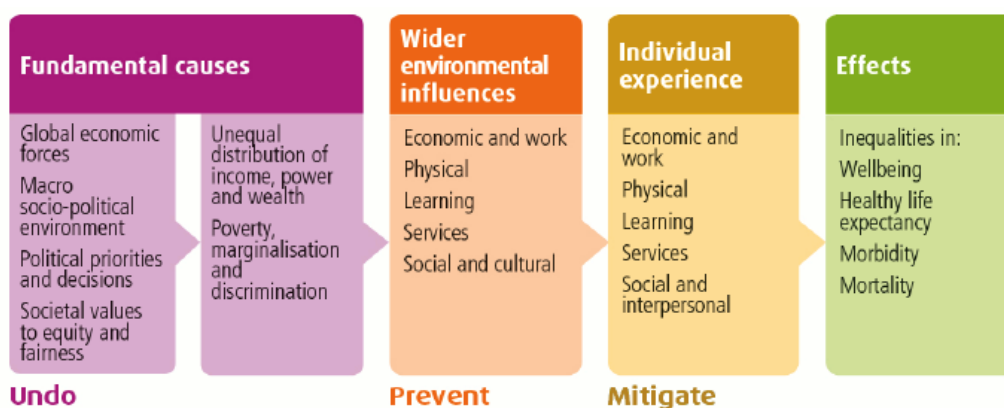 Fundamental causes
Global economic
forces
Macro
socio-political
environment
Political priorities
and decisions
Societal values
to equity and
fairness
Unequal
distribution of
income, power
and wealth
Poverty,
marginalisation
and
discrimination
Undo
Wider
environmental
influences
Economic and work
Physical
Learning
Services
Social and cultural
Prevent
Individual
experience
Economic and
work
Physical
Learning
Services
Social and
interpersonal
Mitigate
Effects
Inequalities in:
Wellbeing
Healthy life
expectancy
Morbidity
Mortality